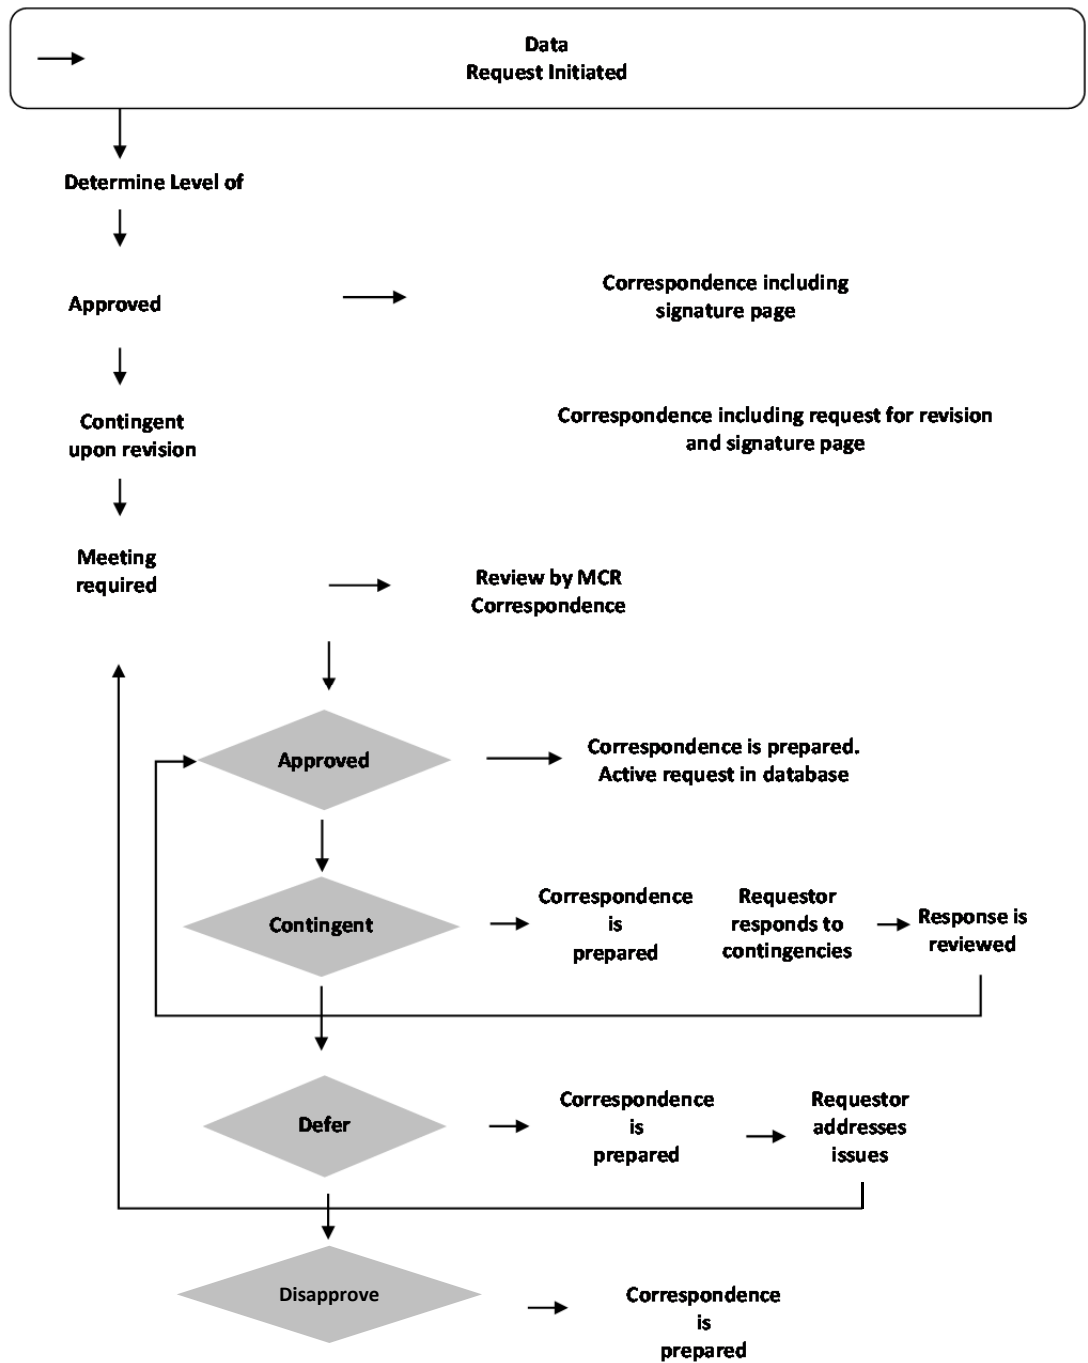 Data
Request Initiated
Determine Level of
Approved
Correspondence including
signature page
Contingent
upon revision
Correspondence including request for revision
and signature page
Meeting
required
Review by MCR
Correspondence
Approved
Correspondence is prepared.
Active request in database
Contingent
Correspondence
is
prepared
Requestor
responds to
contingencies
Response is
reviewed
Defer
Correspondence
is
prepared
Requestor
addresses
issues
Disapprove
Correspondence
is
prepared